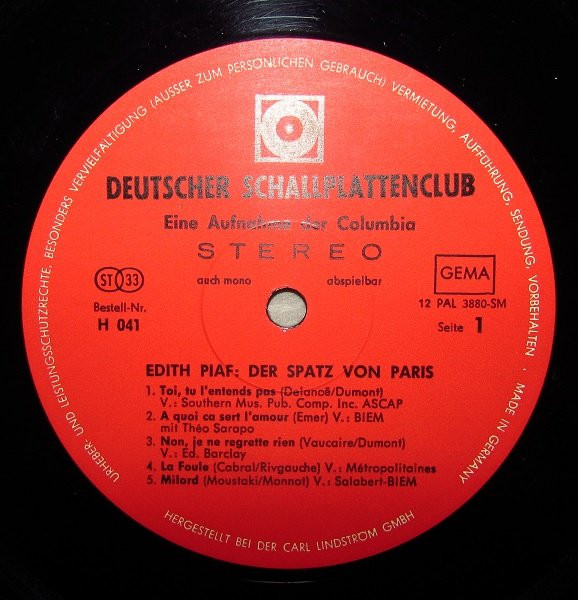 URHEBER- UND LEISTUNGSSCHUTZRECHTE, BESONDERS VERVIELFÄLTIGUNG (AUSSER ZUM PERSÖNLICHEN GEBRAUCH) VERMIETUNG, AUFFÜHRUNG, SENDUNG, VORBEHALTEN · MADE IN GERMANY
DEUTSCHER SCHALLPLATTENCLUB
Eine Aufnahme der Columbia
STEREO
auch mono abspielbar
ST 33
GEMA
Bestell-Nr.
H 041
12 PAL 3880-SM
Seite 1
EDITH PIAF: DER SPATZ VON PARIS
1. Toi, tu l'entends pas (Delancë/Dumont)
V.: Southern Mus. Pub. Comp. Inc. ASCAP
2. A quoi ca sert l'amour (Emer) V.: BIEM
mit Théo Sarapo
3. Non, je ne regrette rien (Vaucaire/Dumont)
V.: Ed. Barclay
4. La Foule (Cabral/Rivgauche) V.: Métropolitaines
5. Milord (Moustaki/Monnot) V.: Salabert-BIEM
HERGESTELLT BEI DER CARL LINDSTRÖM GMBH